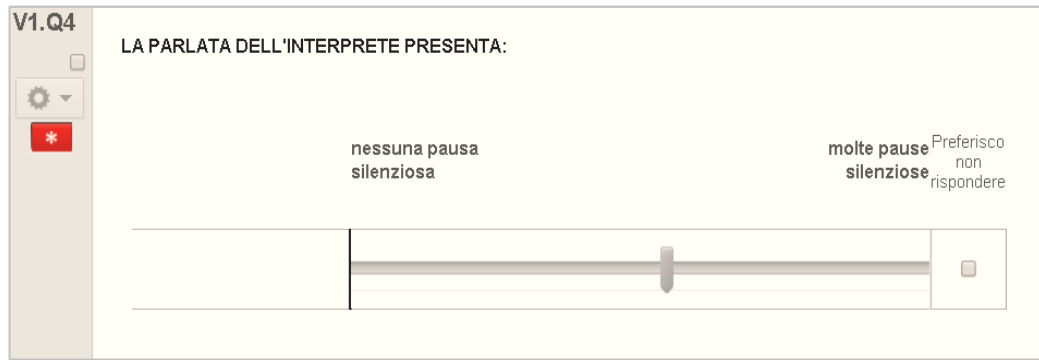 V1.Q4
LA PARLATA DELL'INTERPRETE PRESENTA:
*
nessuna pausa
silenziosa
molte pause
silenziose
Preferisco
non
rispondere